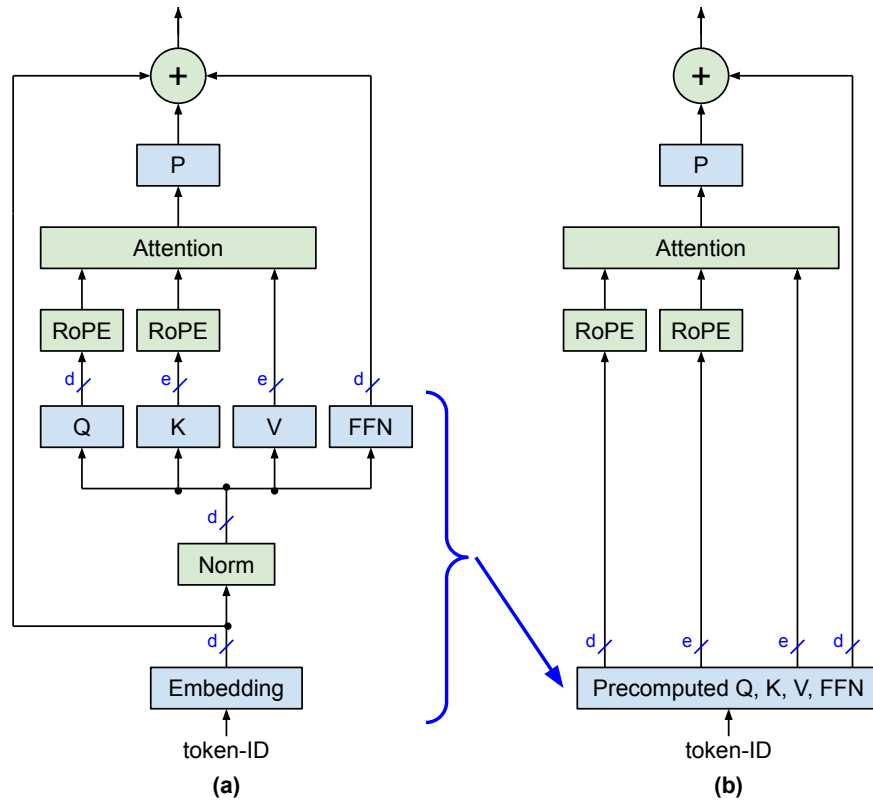 +
P
Attention
RoPE
RoPE
d
e
e
d
Q
K
V
FFN
d
Norm
d
Embedding
token-ID
(a)
+
P
Attention
RoPE
RoPE
d
e
e
d
Precomputed Q, K, V, FFN
token-ID
(b)